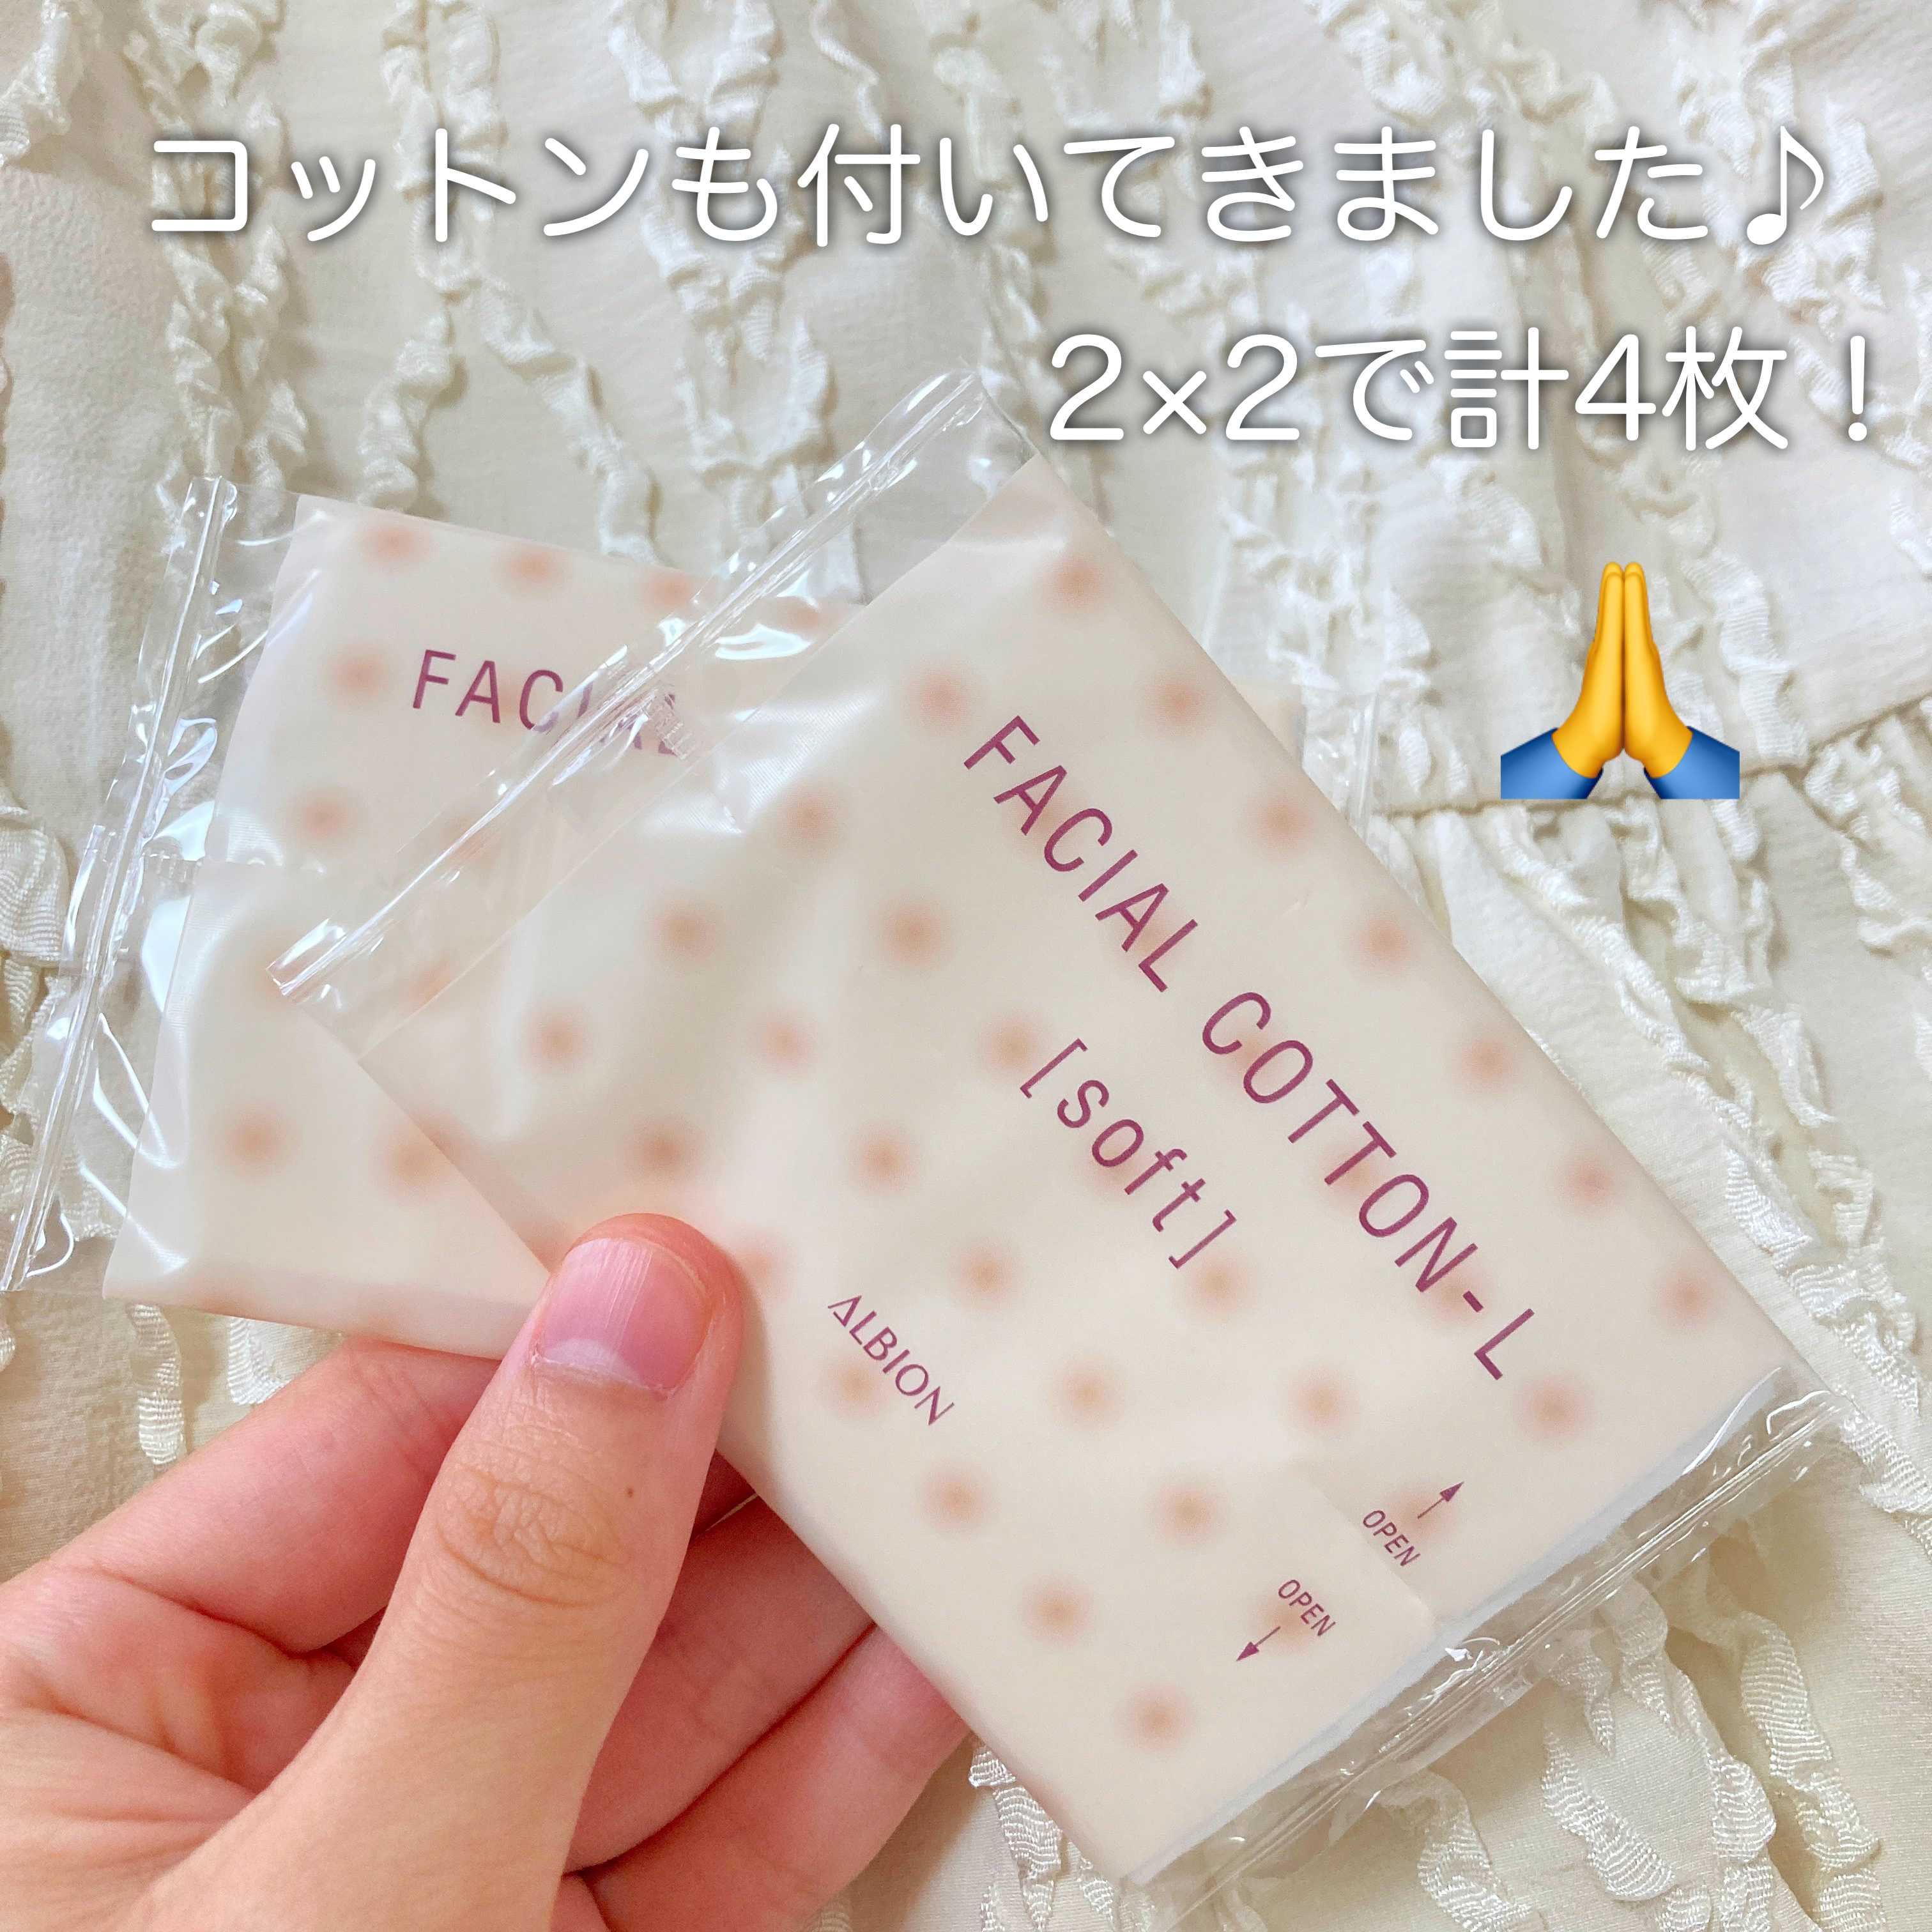 コットンも付いてきました♪
2×2で計4枚！
🙏
FACIAL
FACIAL COTTON-L
[soft]
ALBION
OPEN
OPEN